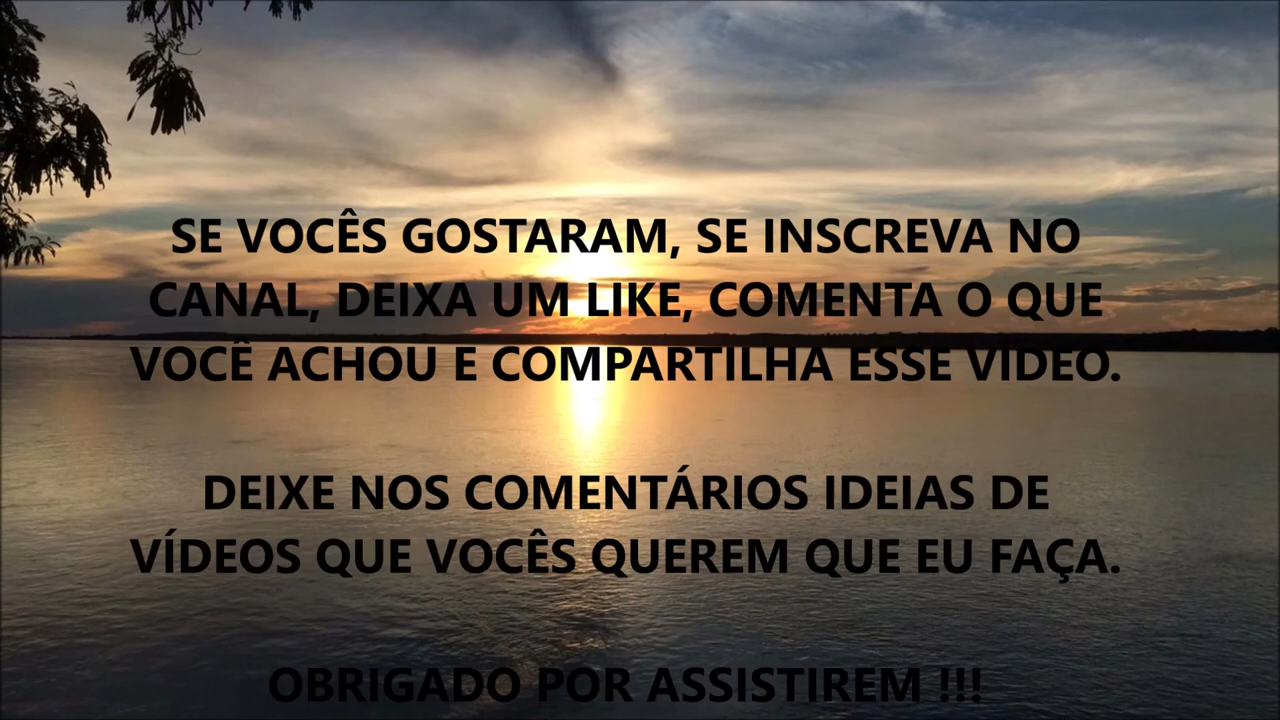 SE VOCÊS GOSTARAM, SE INSCREVA NO
CANAL, DEIXA UM LIKE, COMENTA O QUE
VOCÊ ACHOU E COMPARTILHA ESSE VÍDEO.
DEIXE NOS COMENTÁRIOS IDEIAS DE
VÍDEOS QUE VOCÊS QUEREM QUE EU FAÇA.
OBRIGADO POR ASSISTIREM !!!